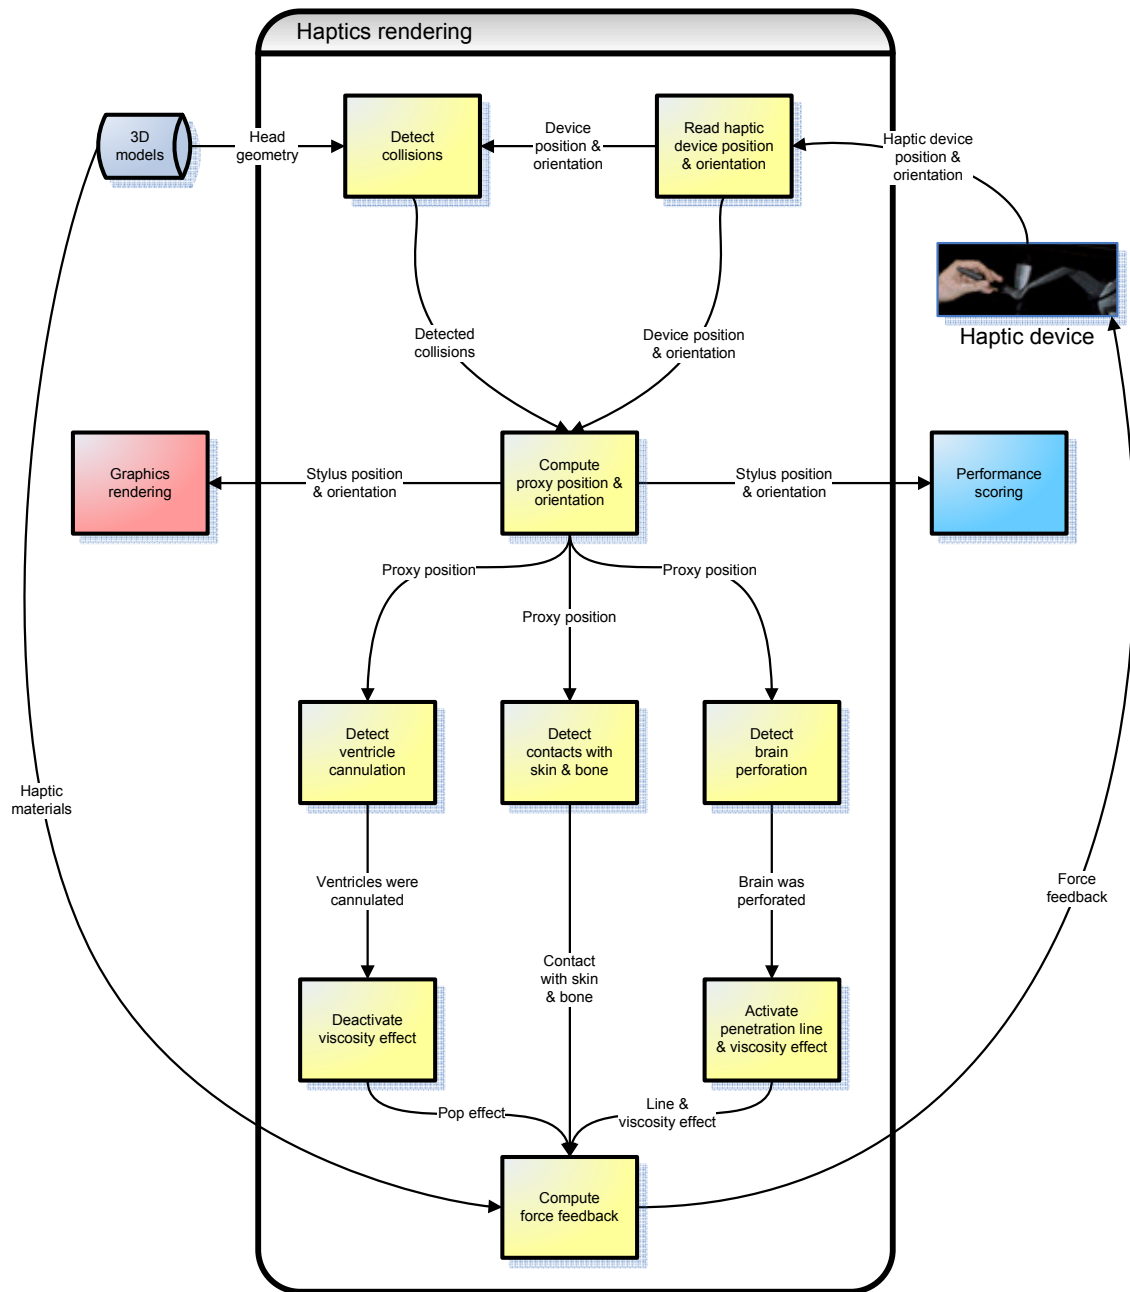 Haptics rendering
3D
models
Head
geometry
Detect
collisions
Device
position &
orientation
Read haptic
device position
& orientation
Haptic device
position &
orientation
Haptic device
Detected
collisions
Device position
& orientation
Graphics
rendering
Stylus position
& orientation
Compute
proxy position &
orientation
Stylus position
& orientation
Performance
scoring
Proxy position
Proxy position
Proxy position
Detect
ventricle
cannulation
Detect
contacts with
skin & bone
Detect
brain
perforation
Haptic
materials
Ventricles were
cannulated
Brain was
perforated
Force
feedback
Contact
with skin
& bone
Deactivate
viscosity effect
Activate
penetration line
& viscosity effect
Pop effect
Line &
viscosity effect
Compute
force feedback